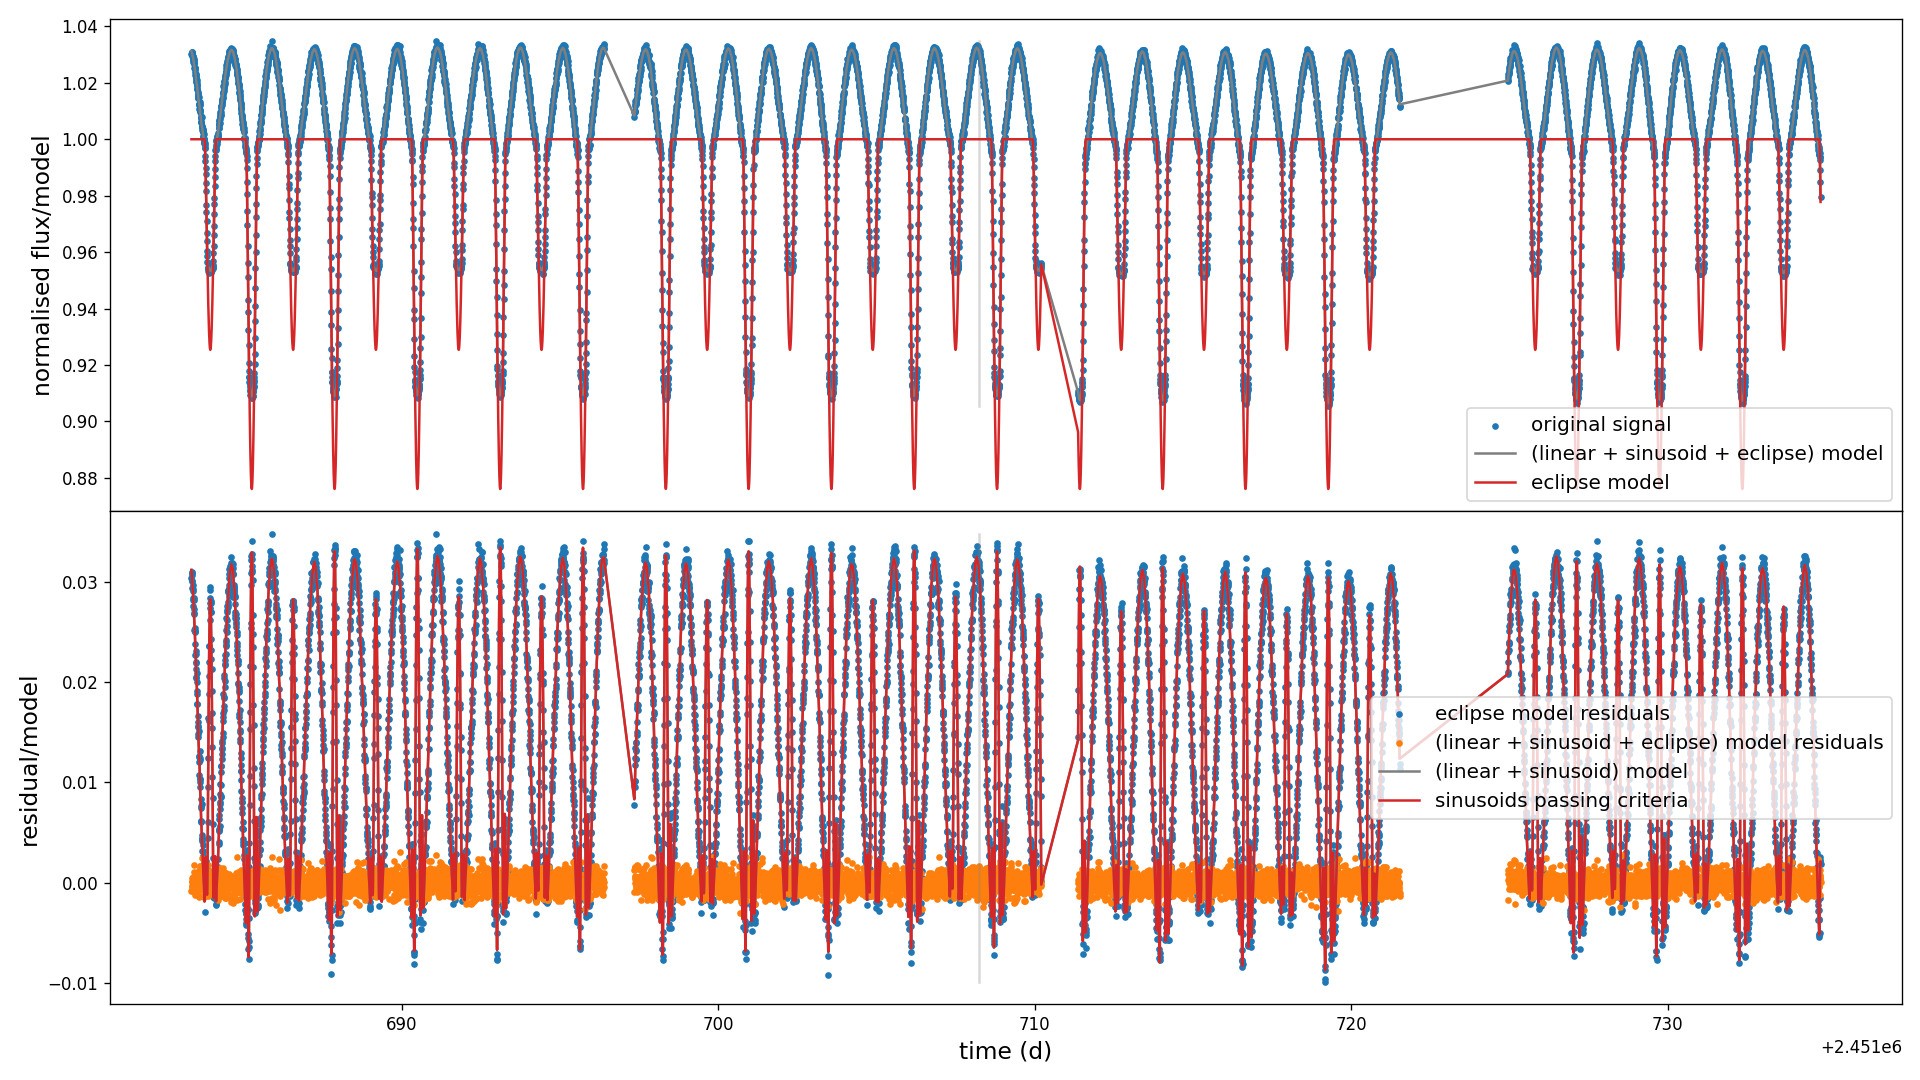 1.04
1.02
1.00
0.98
0.96
0.94
0.92
0.90
0.88
normalised flux/model
original signal
(linear + sinusoid + eclipse) model
eclipse model
0.03
0.02
0.01
0.00
−0.01
residual/model
eclipse model residuals
(linear + sinusoid + eclipse) model residuals
(linear + sinusoid) model
sinusoids passing criteria
690
700
710
720
730
time (d)
+2.451e6